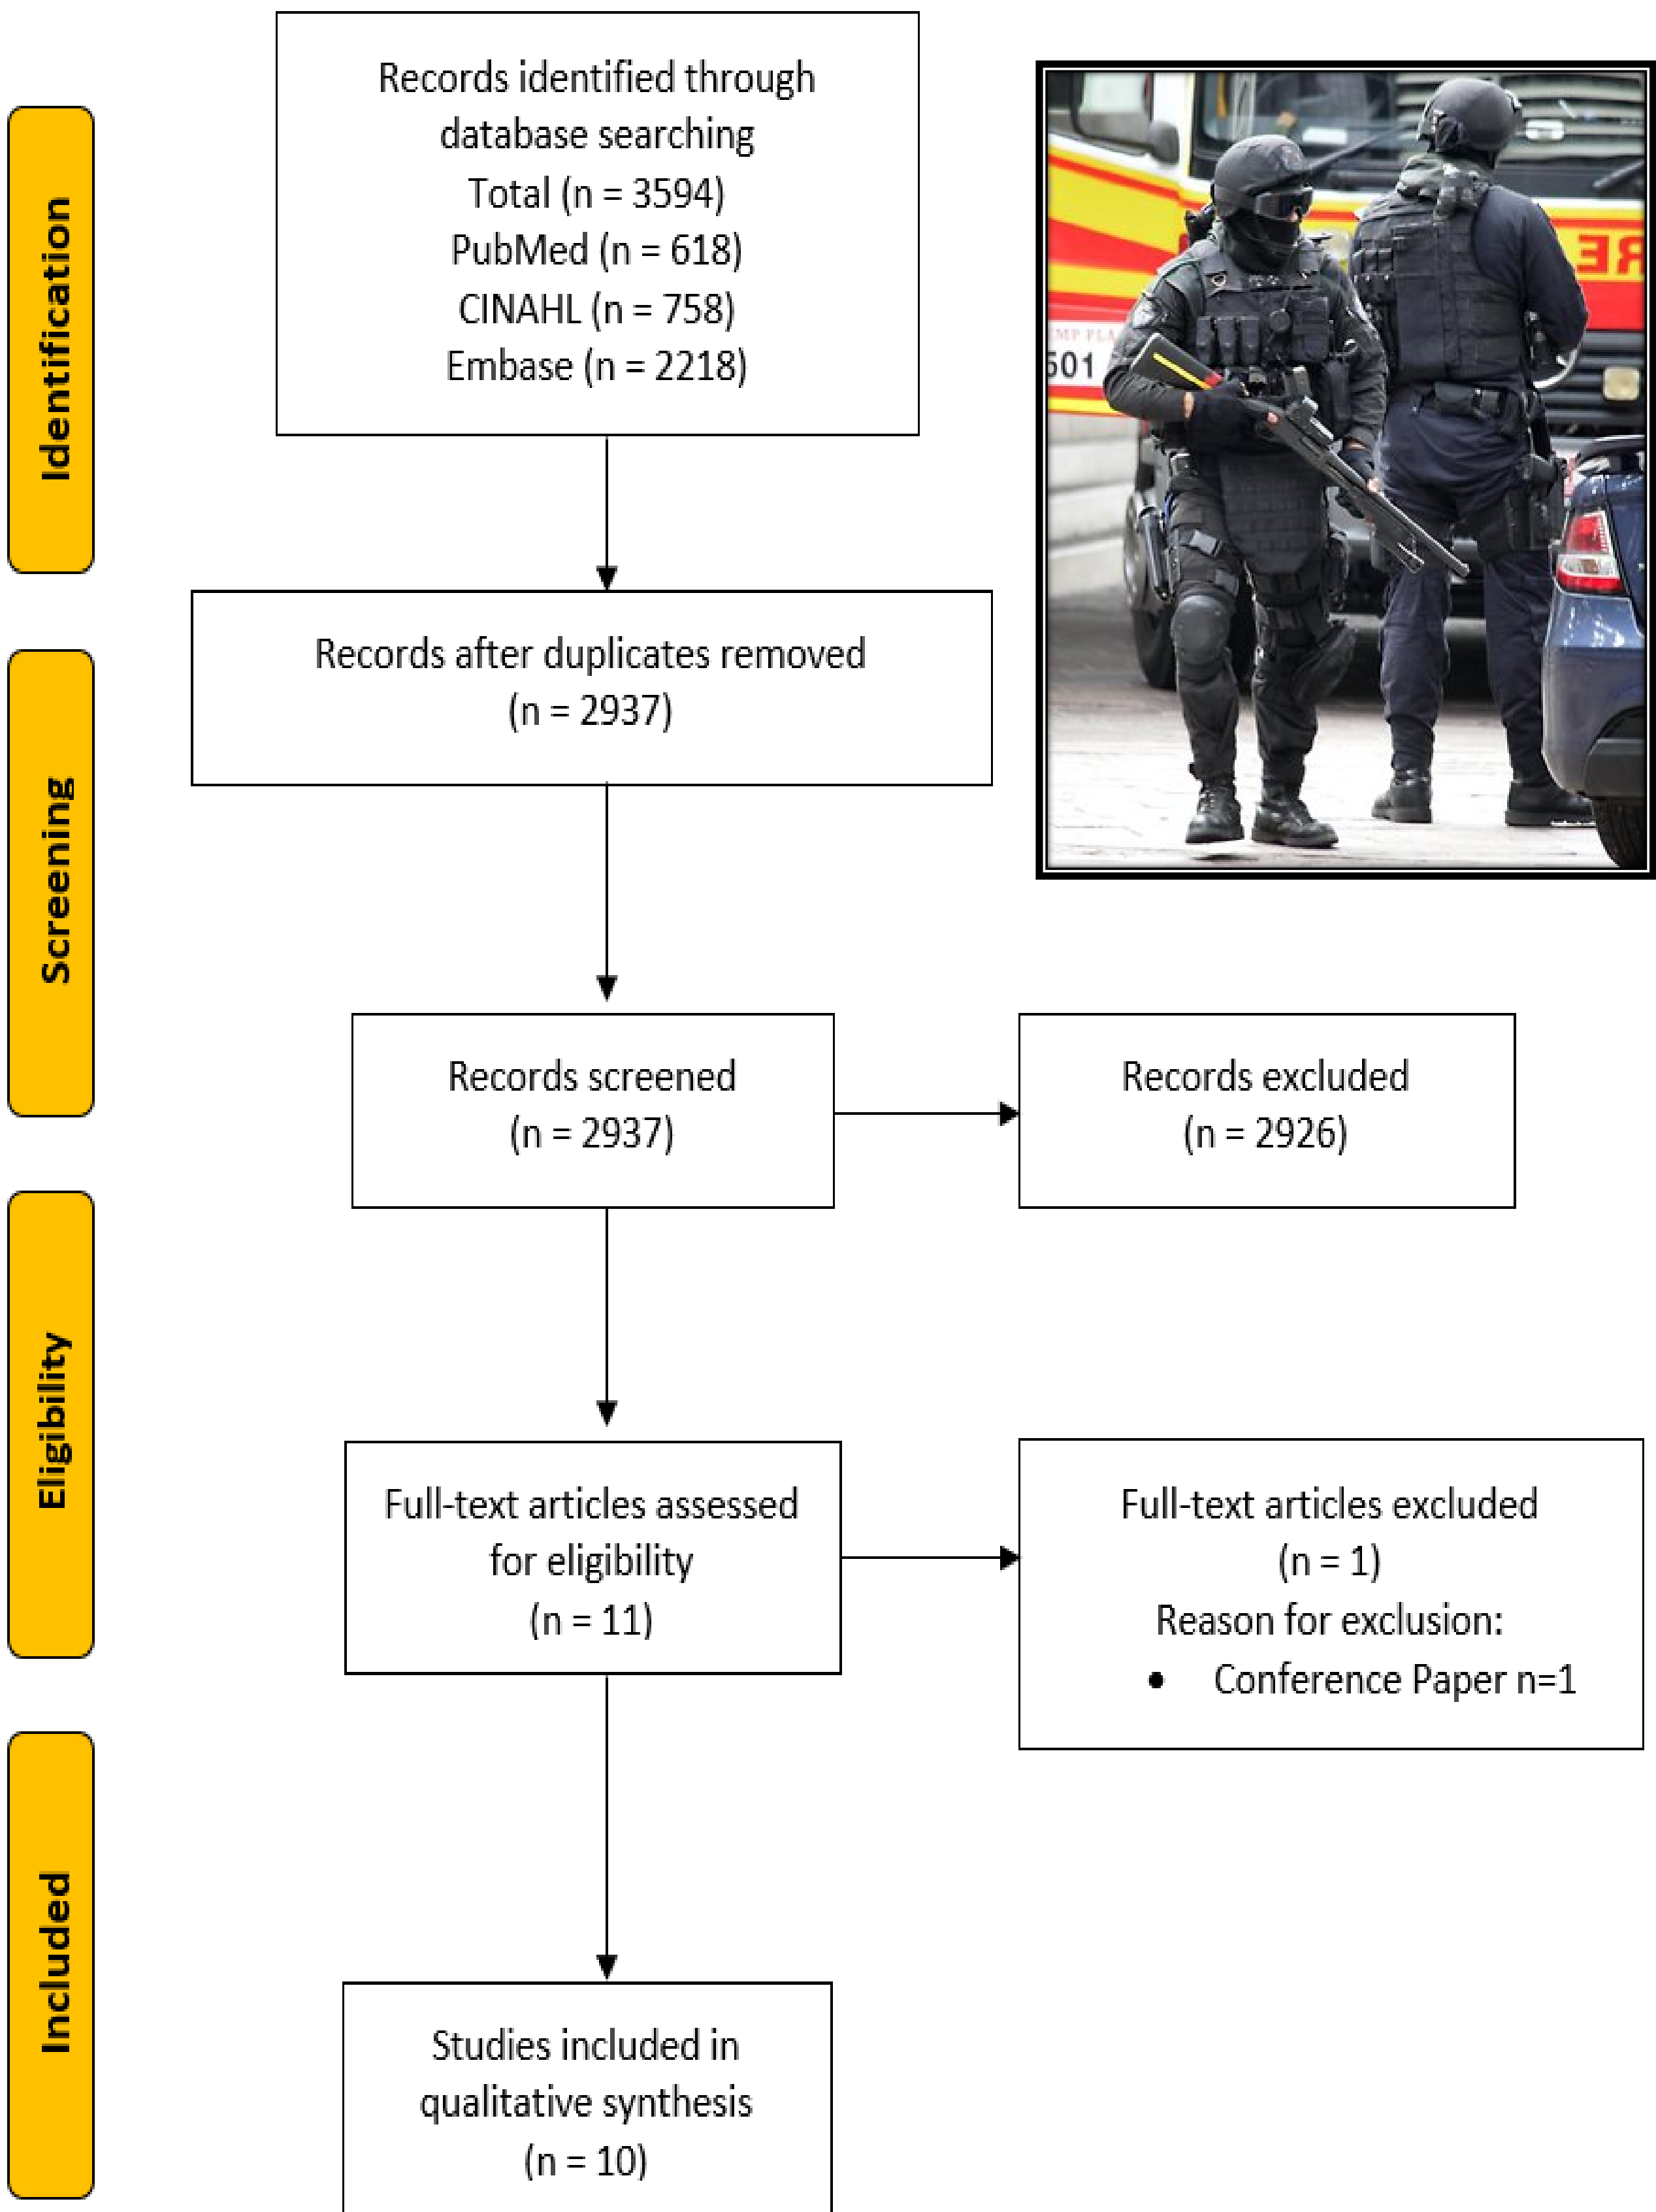 Identification
Records identified through
database searching
Total (n = 3594)
PubMed (n = 618)
CINAHL (n = 758)
Embase (n = 2218)
RE
601
Screening
Records after duplicates removed
(n = 2937)
Records screened
(n = 2937)
Records excluded
(n = 2926)
Eligibility
Full-text articles assessed
for eligibility
(n = 11)
Full-text articles excluded
(n = 1)
Reason for exclusion:
• Conference Paper n=1
Included
Studies included in
qualitative synthesis
(n = 10)